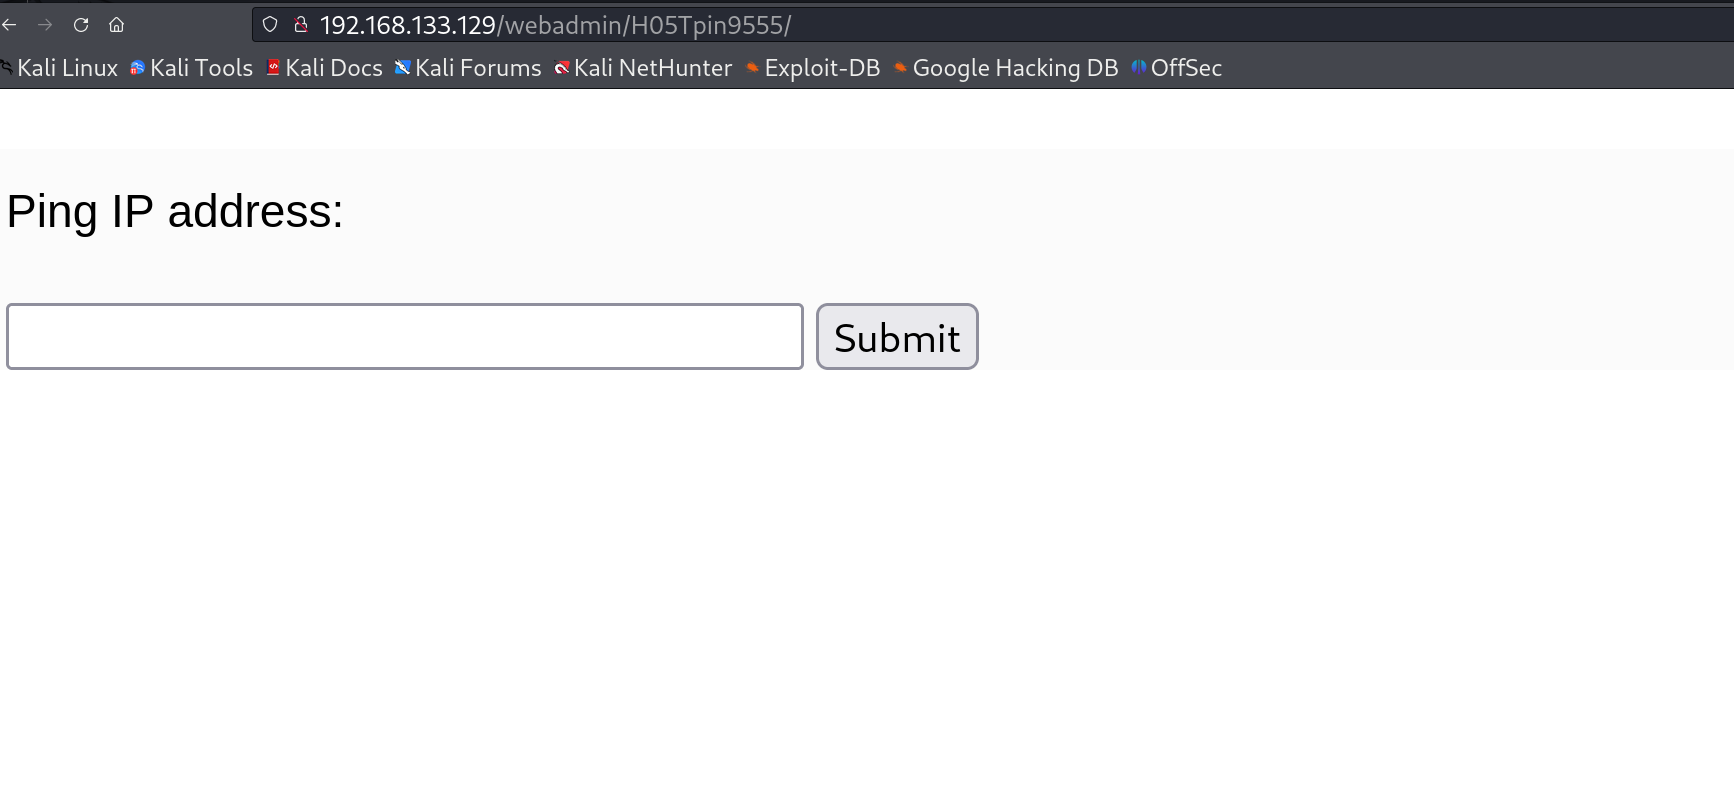 192.168.133.129/webadmin/H05Tpin9555/
Kali Linux Kali Tools Kali Docs Kali Forums Kali NetHunter Exploit-DB Google Hacking DB OffSec
Ping IP address:
Submit